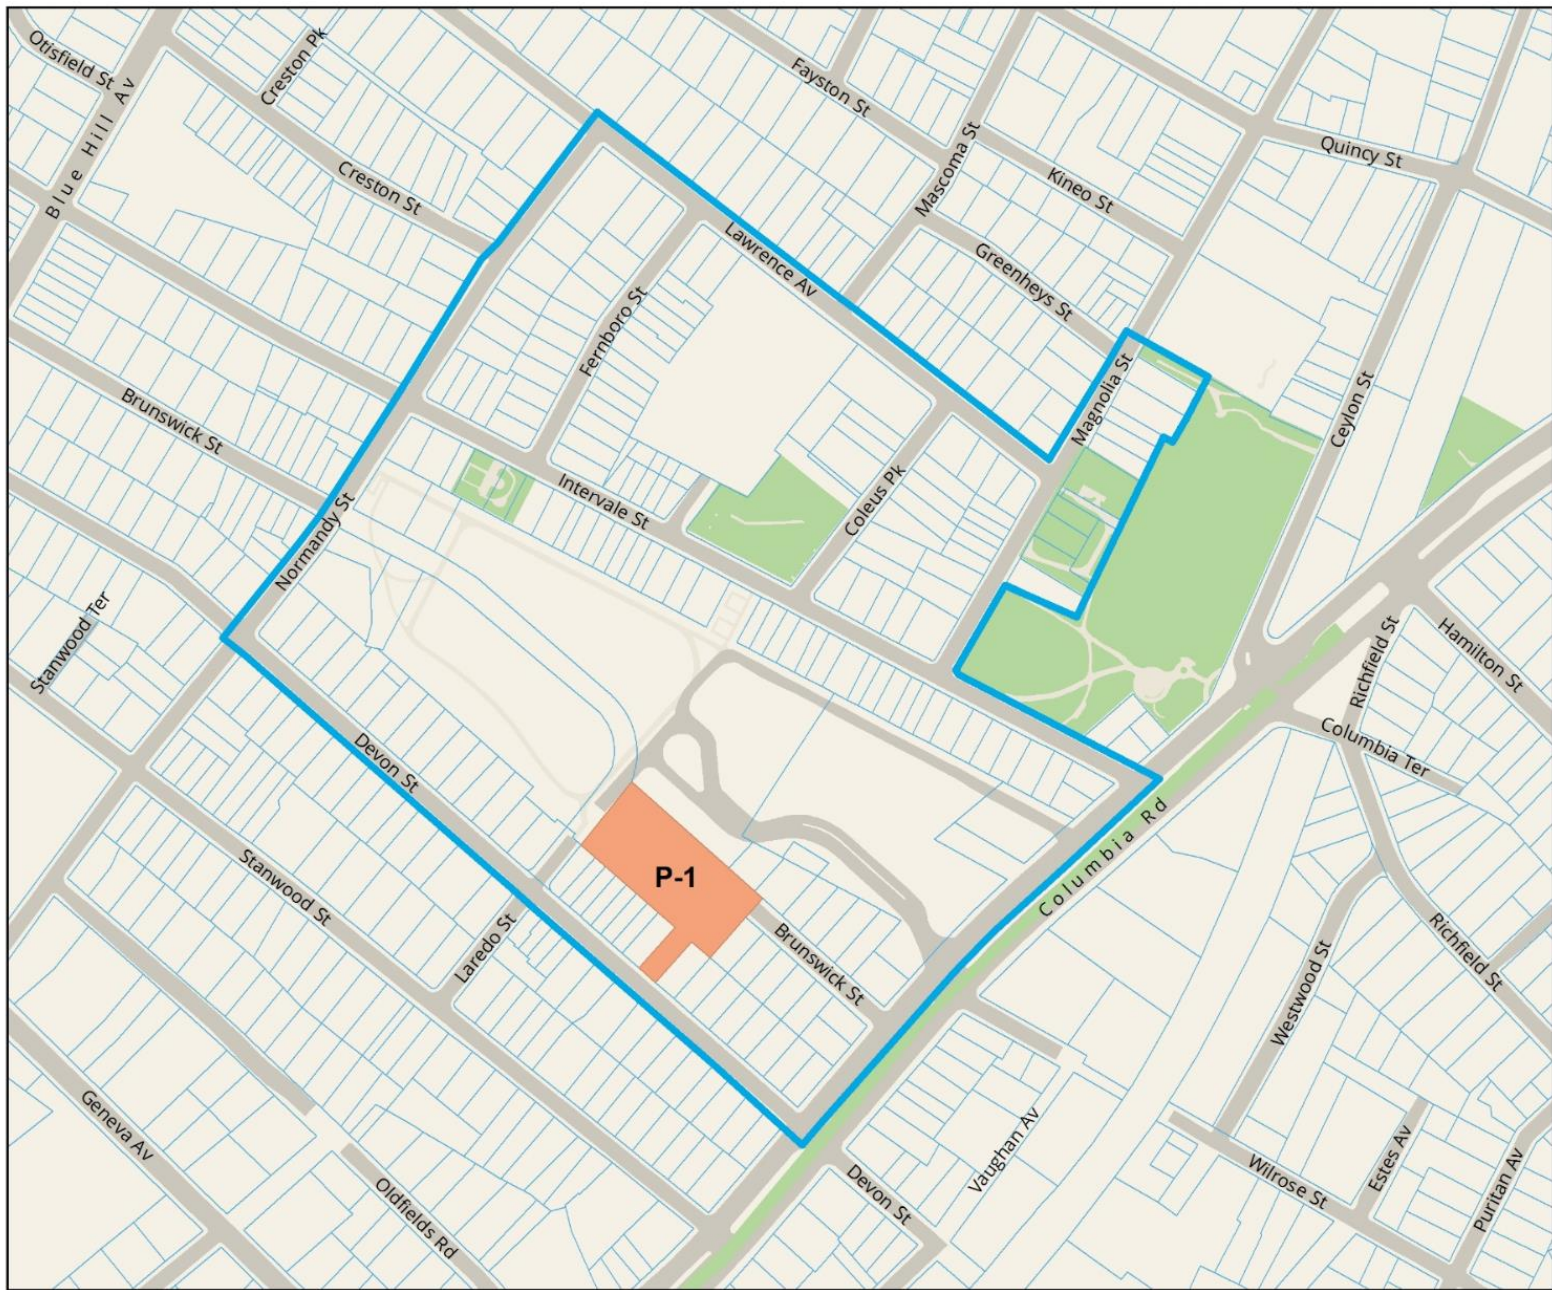 Otisfield St
Creston Pk
Blue Hill Av
Fayston St
Quincy St
Mascoma St
Kineo St
Creston St
Lawrence Av
Greenheys St
Fernboro St
Magnolia St
Ceylon St
Brunswick St
Intervale St
Coleus Pk
Normandy St
Stanwood Ter
Richfield St
Hamilton St
Columbia Ter
Devon St
Columbia Rd
P-1
Stanwood St
Laredo St
Brunswick St
Richfield St
Westwood St
Geneva Av
Oldfields Rd
Devon St
Vaughan Av
Wilrose St
Estes Av
Puritan Av